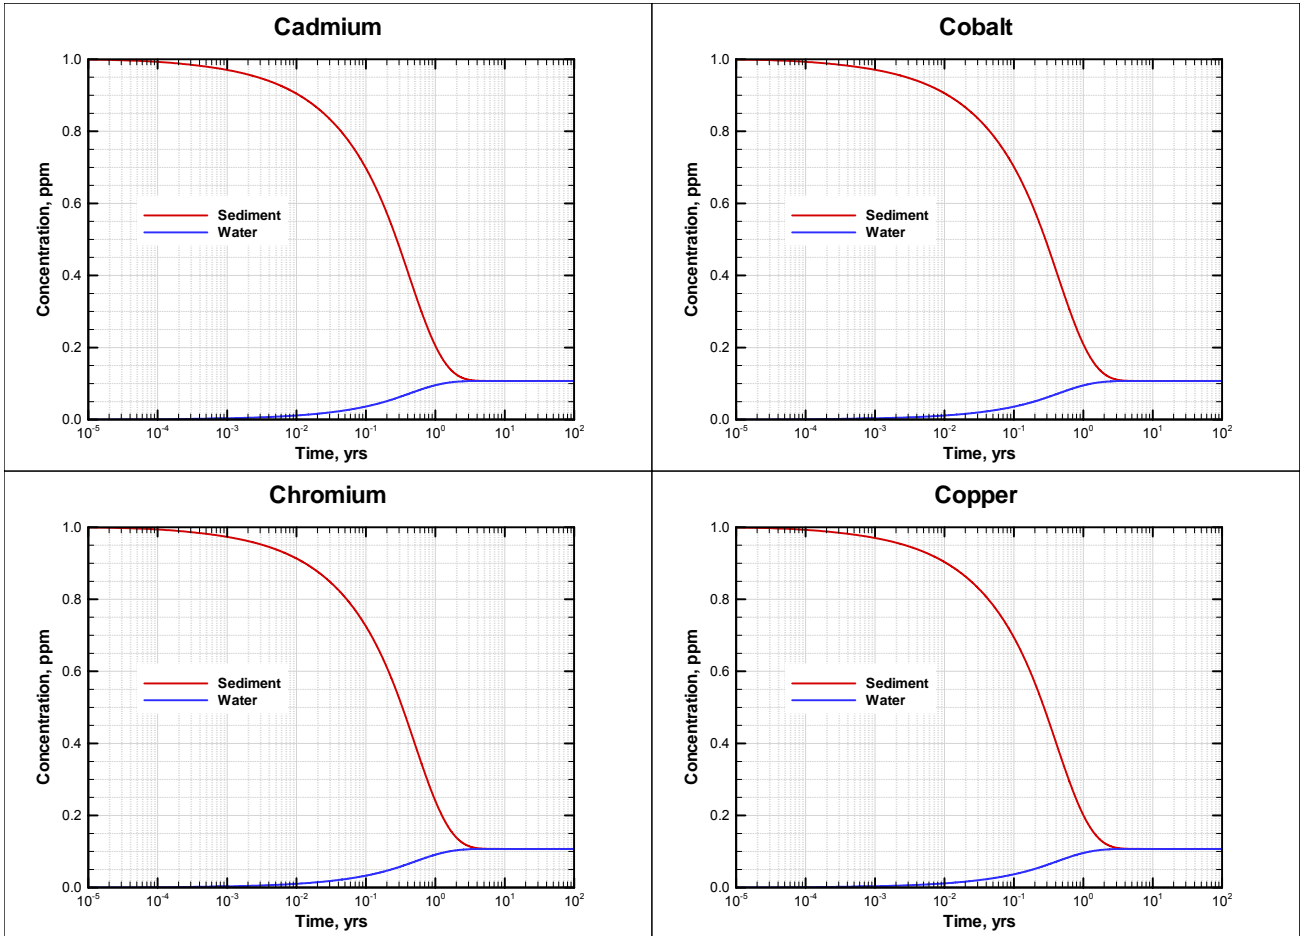 Cadmium
Concentration, ppm
1.0
0.8
0.6
0.4
0.2
0.0
Sediment
Water
10⁻⁵ 10⁻⁴ 10⁻³ 10⁻² 10⁻¹ 10⁰ 10¹ 10²
Time, yrs
Cobalt
Concentration, ppm
1.0
0.8
0.6
0.4
0.2
0.0
Sediment
Water
10⁻⁵ 10⁻⁴ 10⁻³ 10⁻² 10⁻¹ 10⁰ 10¹ 10²
Time, yrs
Chromium
Concentration, ppm
1.0
0.8
0.6
0.4
0.2
0.0
Sediment
Water
10⁻⁵ 10⁻⁴ 10⁻³ 10⁻² 10⁻¹ 10⁰ 10¹ 10²
Time, yrs
Copper
Concentration, ppm
1.0
0.8
0.6
0.4
0.2
0.0
Sediment
Water
10⁻⁵ 10⁻⁴ 10⁻³ 10⁻² 10⁻¹ 10⁰ 10¹ 10²
Time, yrs